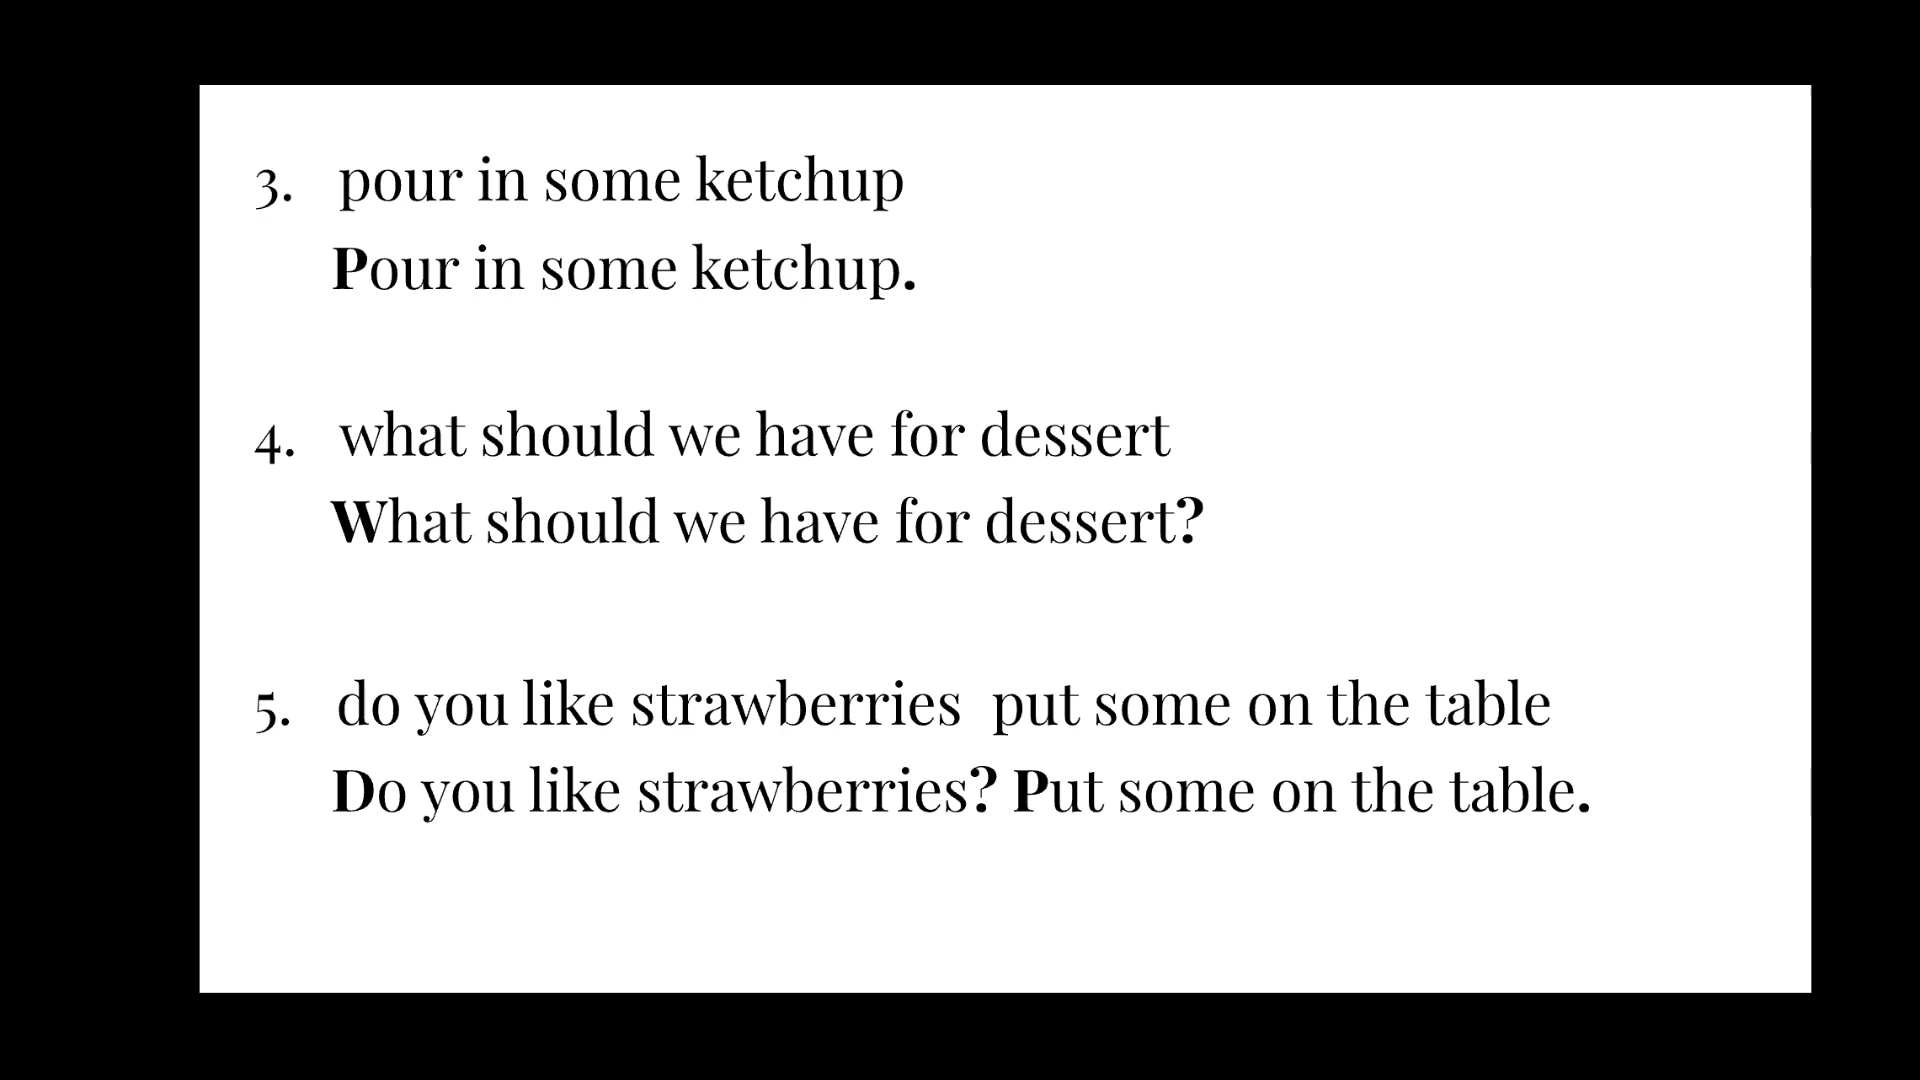 3. pour in some ketchup
Pour in some ketchup.
4. what should we have for dessert
What should we have for dessert?
5. do you like strawberries  put some on the table
Do you like strawberries? Put some on the table.